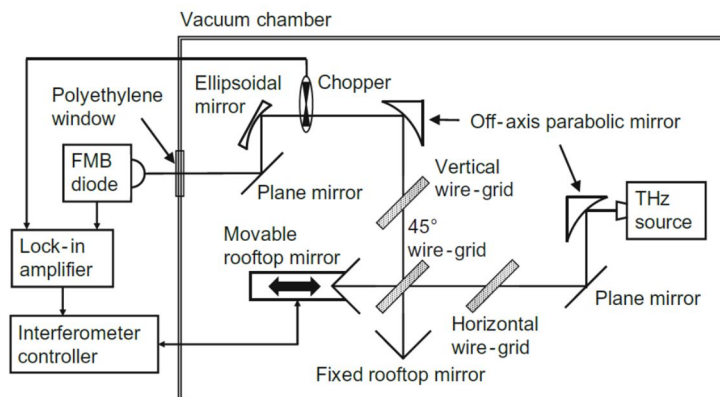 Vacuum chamber
Ellipsoidal
mirror
Chopper
Polyethylene
window
Off-axis parabolic mirror
FMB
diode
Plane mirror
Vertical
wire-grid
THz
source
45°
wire-grid
Movable
rooftop mirror
Lock-in
amplifier
Plane mirror
Horizontal
wire-grid
Interferometer
controller
Fixed rooftop mirror